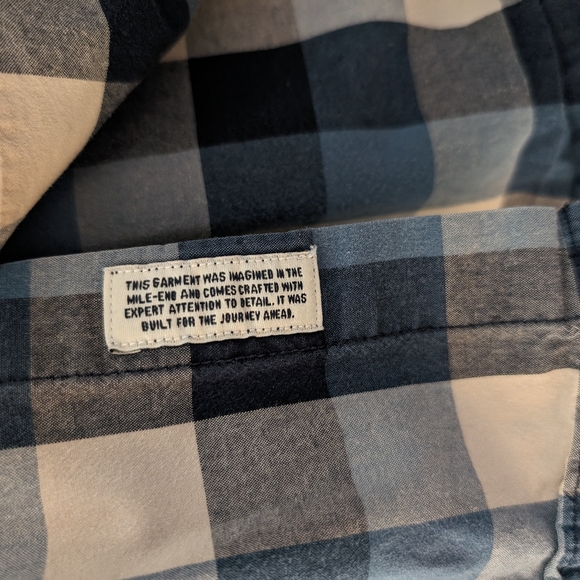 THIS GARMENT WAS IMAGINED IN THE
MILE-END AND COMES CRAFTED WITH
EXPERT ATTENTION TO DETAIL. IT WAS
BUILT FOR THE JOURNEY AHEAD.